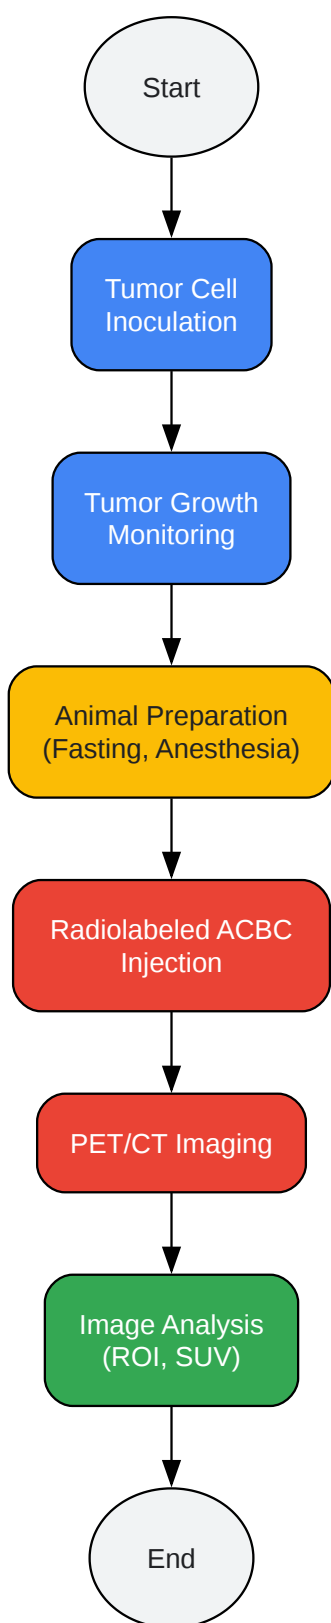 Start
Tumor Cell
Inoculation
Tumor Growth
Monitoring
Animal Preparation
(Fasting, Anesthesia)
Radiolabeled ACBC
Injection
PET/CT Imaging
Image Analysis
(ROI, SUV)
End